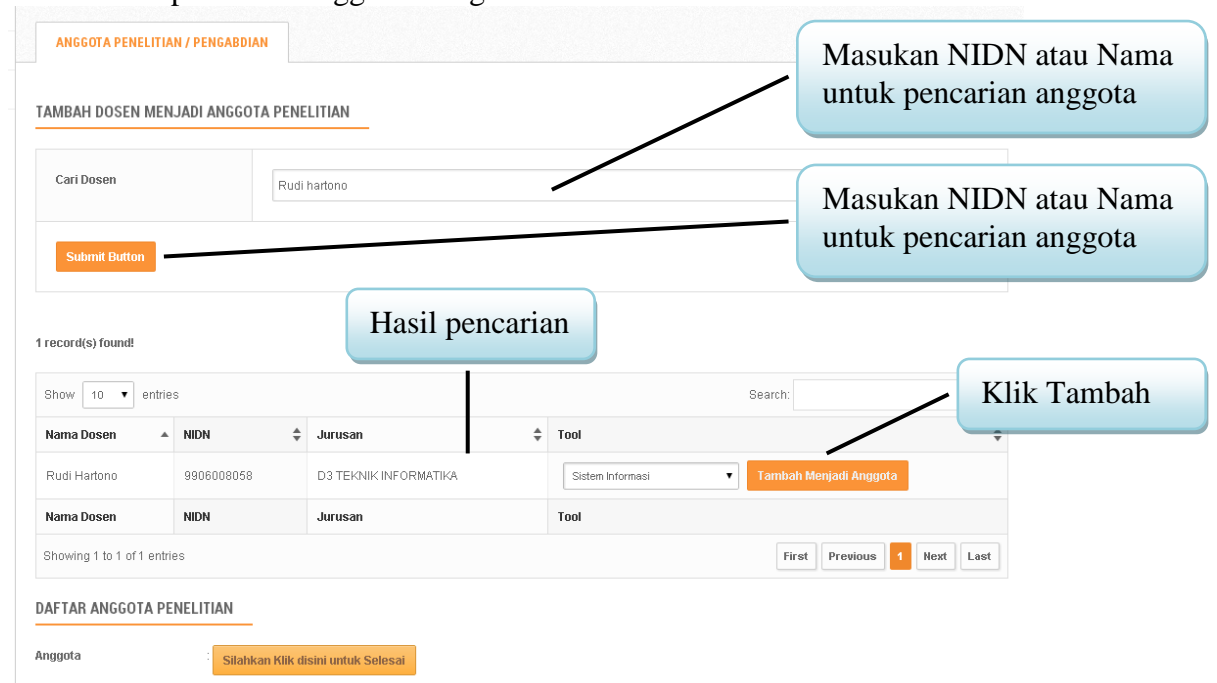 ANGGOTA PENELITIAN / PENGABDIAN
Masukan NIDN atau Nama
untuk pencarian anggota
TAMBAH DOSEN MENJADI ANGGOTA PENELITIAN
Cari Dosen
Rudi hartono
Masukan NIDN atau Nama
untuk pencarian anggota
Submit Button
Hasil pencarian
1 record(s) found!
Klik Tambah
Show 10 entries Search:
Nama Dosen NIDN Jurusan Tool
Rudi Hartono 9906008058 D3 TEKNIK INFORMATIKA Sistem Informasi Tambah Menjadi Anggota
Nama Dosen NIDN Jurusan Tool
Showing 1 to 1 of 1 entries First Previous 1 Next Last
DAFTAR ANGGOTA PENELITIAN
Anggota : Silahkan Klik disini untuk Selesai